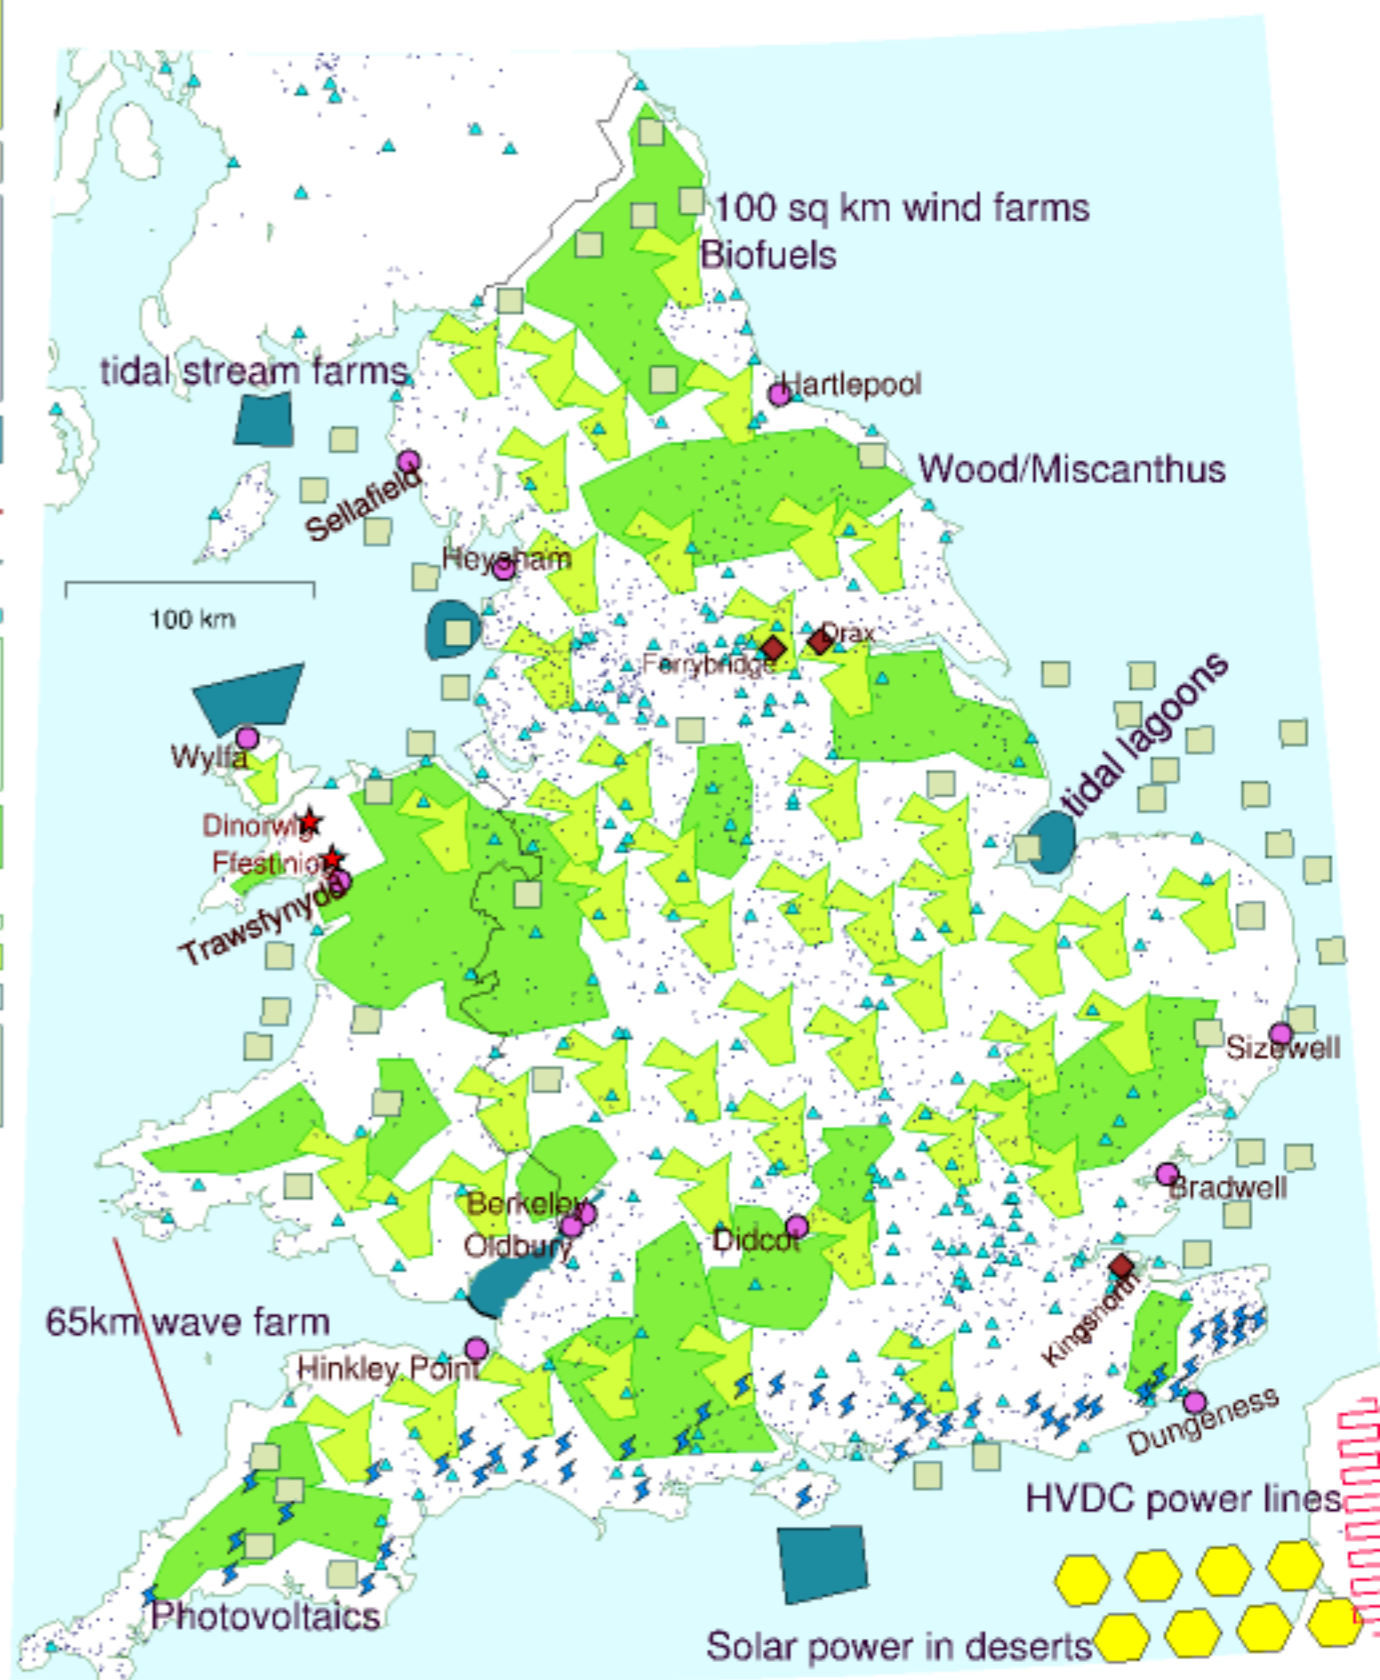 100 sq km wind farms
Biofuels
tidal stream farms
Hartlepool
Wood/Miscanthus
Sellafield
Heysham
100 km
Drax
Ferrybridge
tidal lagoons
Wylfa
Dinorwig
Ffestiniog
Trawsfynydd
Sizewell
Bradwell
Berkeley
Oldbury
Didcot
Kingsnorth
65km wave farm
Hinkley Point
Dungeness
HVDC power lines
Photovoltaics
Solar power in deserts